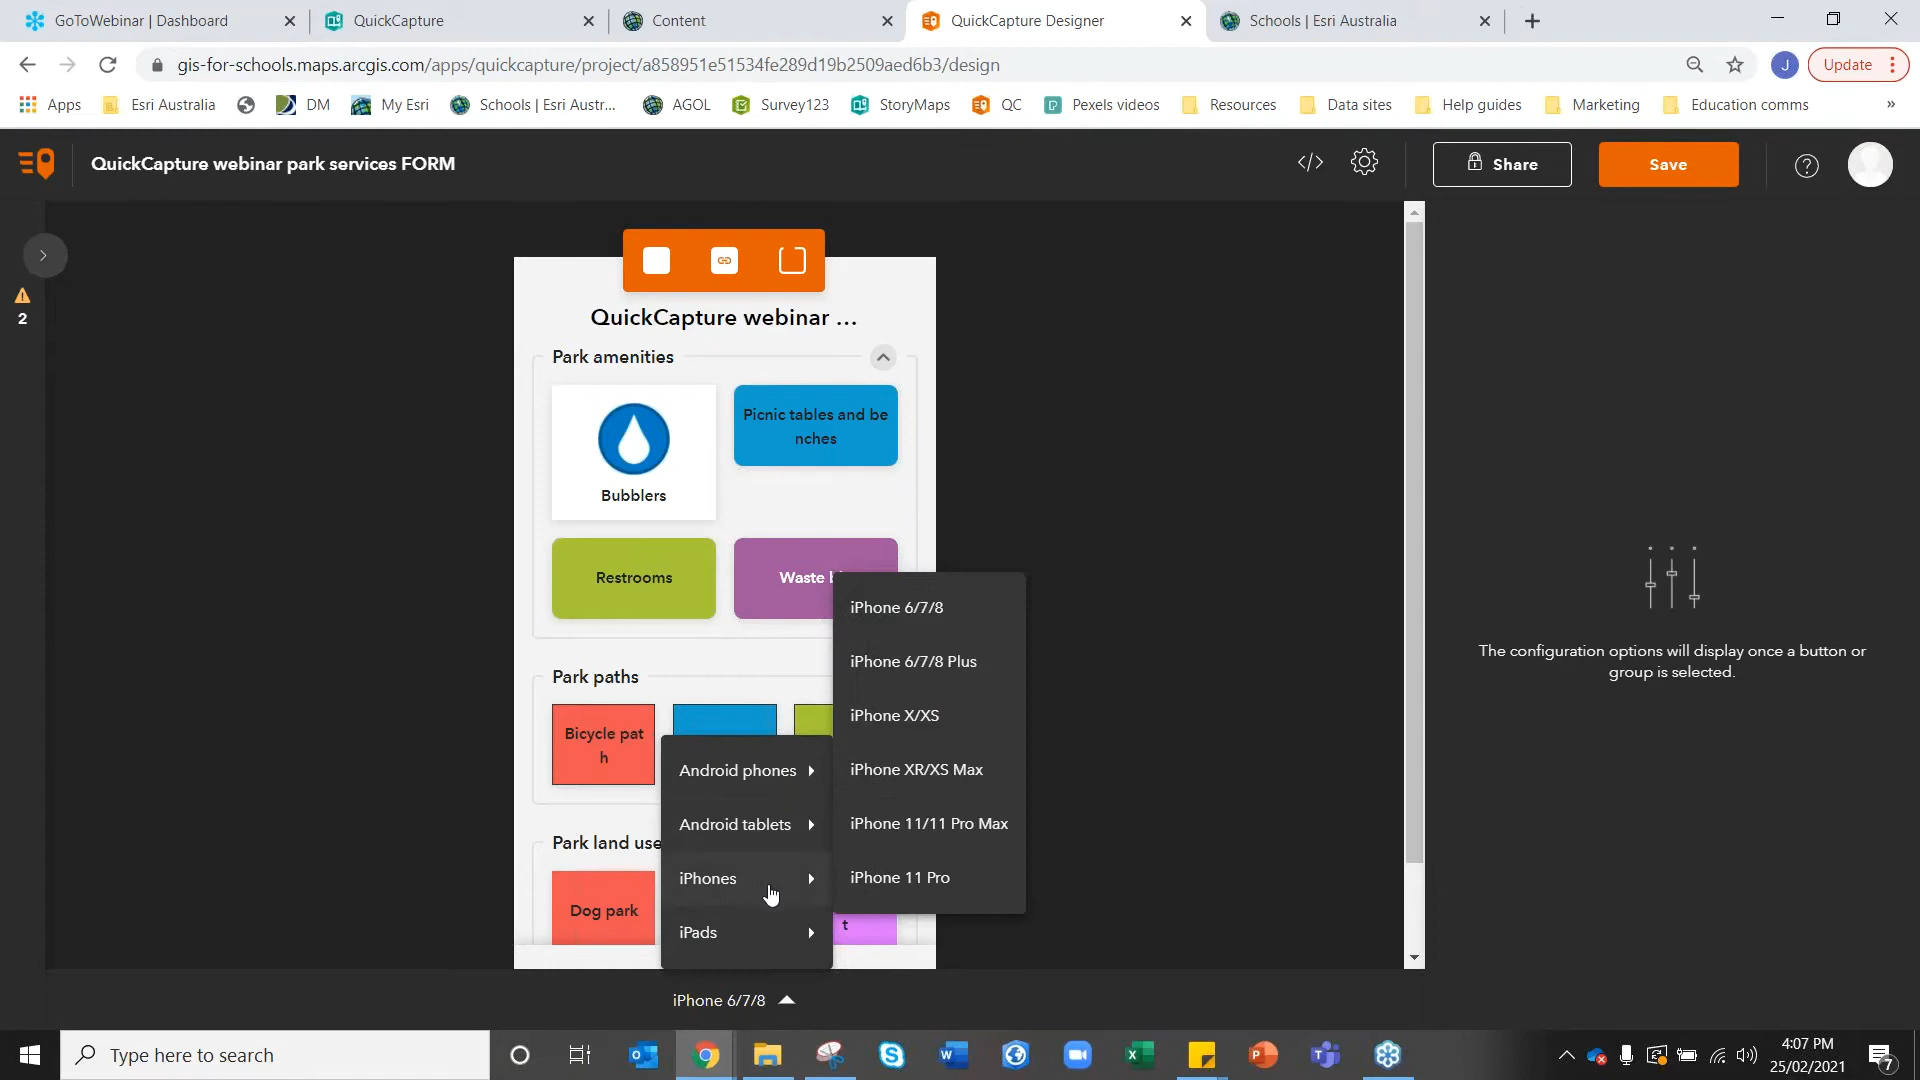 GoToWebinar | Dashboard
QuickCapture
Content
QuickCapture Designer
Schools | Esri Australia
gis-for-schools.maps.arcgis.com/apps/quickcapture/project/a858951e51534fe289d19b2509aed6b3/design
J
Update
Apps
Esri Australia
DM
My Esri
Schools | Esri Austr...
AGOL
Survey123
StoryMaps
QC
Pexels videos
Resources
Data sites
Help guides
Marketing
Education comms
»
QuickCapture webinar park services FORM
</>
Share
Save
?
2
QuickCapture webinar ...
Park amenities
Bubblers
Picnic tables and be
nches
Restrooms
Waste b
Park paths
Bicycle pat
h
Park land use
Dog park
t
Android phones
Android tablets
iPhones
iPads
iPhone 6/7/8
iPhone 6/7/8 Plus
iPhone X/XS
iPhone XR/XS Max
iPhone 11/11 Pro Max
iPhone 11 Pro
iPhone 6/7/8
The configuration options will display once a button or
group is selected.
Type here to search
4:07 PM
25/02/2021
7